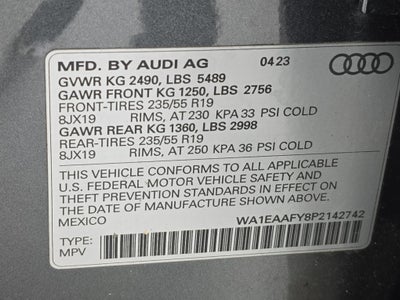 MFD. BY AUDI AG 04.23
GVWR KG 2490, LBS 5489
GAWR FRONT KG 1250, LBS 2756
FRONT-TIRES 235/55 R19
8JX19 RIMS, AT 230 KPA 33 PSI COLD
GAWR REAR KG 1360, LBS 2998
REAR-TIRES 235/55 R19
8JX19 RIMS, AT 250 KPA 36 PSI COLD
THIS VEHICLE CONFORMS TO ALL APPLICABLE
U.S. FEDERAL MOTOR VEHICLE SAFETY AND
THEFT PREVENTION STANDARDS IN EFFECT ON
THE DATE OF MANUFACTURE SHOWN ABOVE.
MEXICO WA1EAAFY8P2142742
TYPE:
MPV